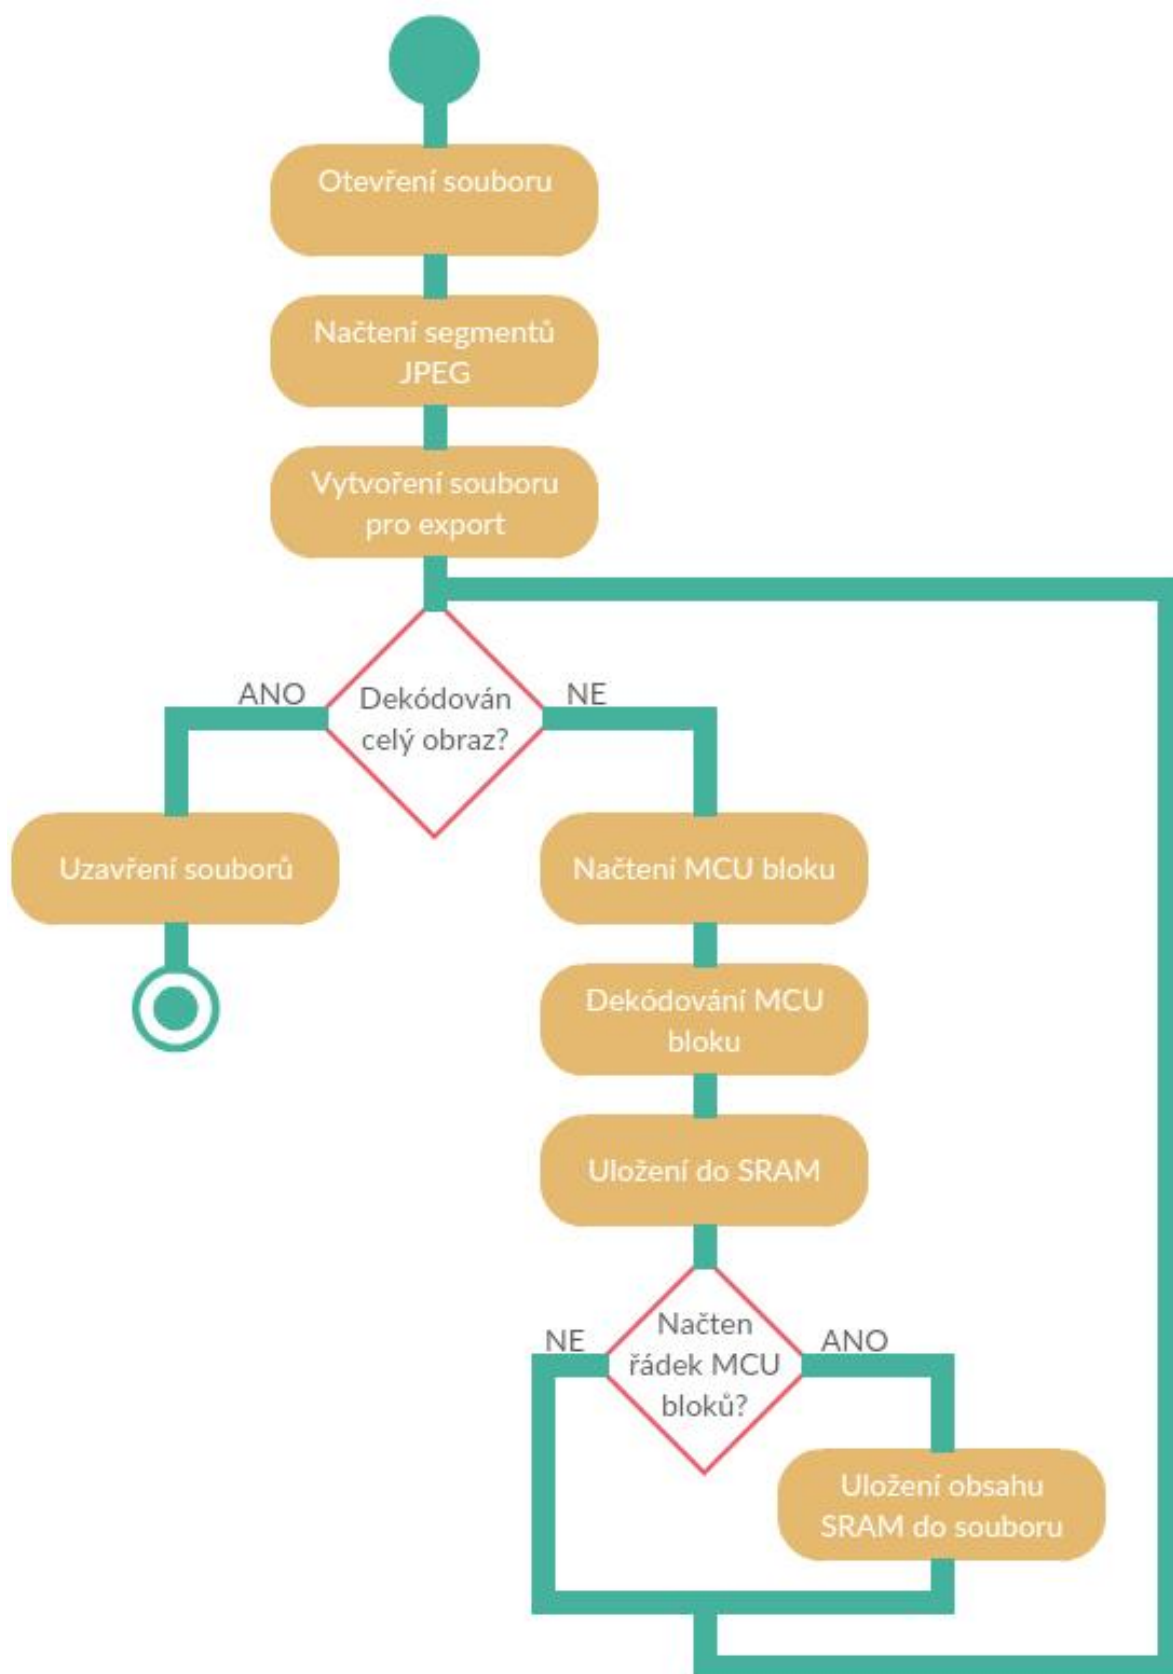 Otevření souboru
Načtení segmentů
JPEG
Vytvoření souboru
pro export
ANO
Dekódován
celý obraz?
NE
Uzavření souborů
Načtení MCU bloku
Dekódování MCU
bloku
Uložení do SRAM
NE
Načten
řádek MCU
bloků?
ANO
Uložení obsahu
SRAM do souboru